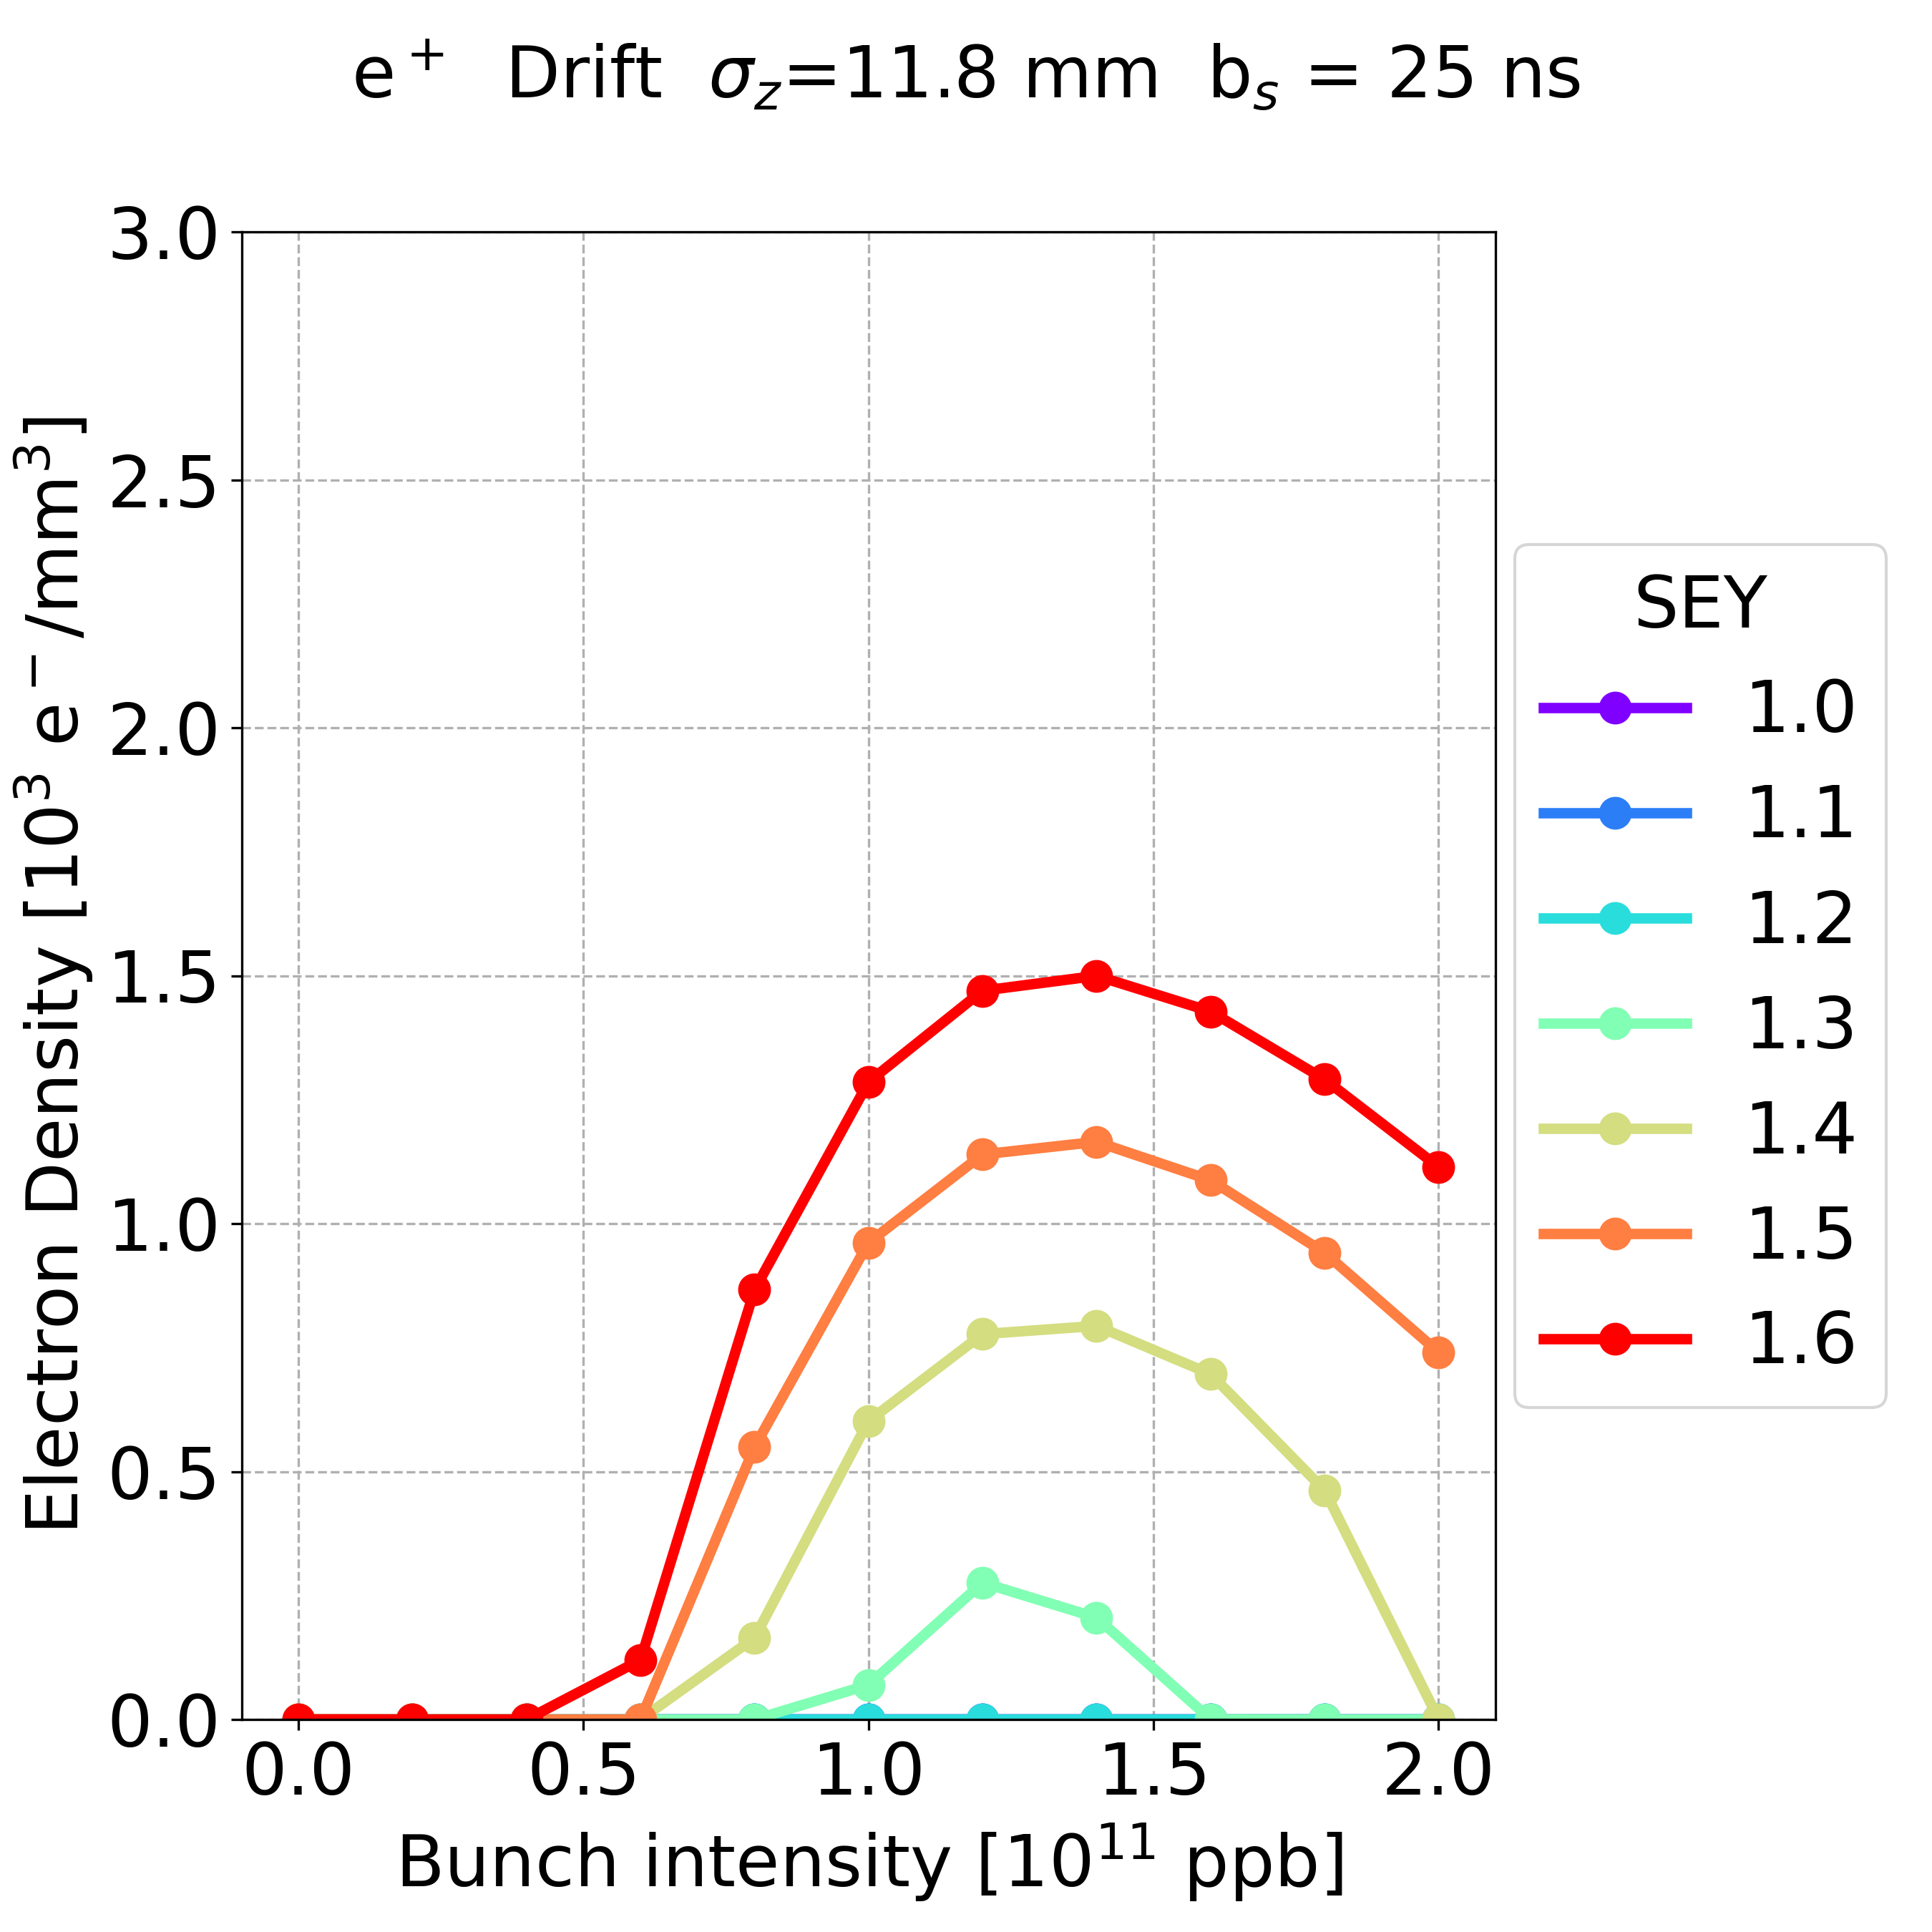 e⁺ Drift σ_z=11.8 mm b_s = 25 ns
3.0
2.5
2.0
1.5
1.0
0.5
0.0
Electron Density [10³ e⁻/mm³]
0.0 0.5 1.0 1.5 2.0
Bunch intensity [10¹¹ ppb]
SEY
1.0
1.1
1.2
1.3
1.4
1.5
1.6